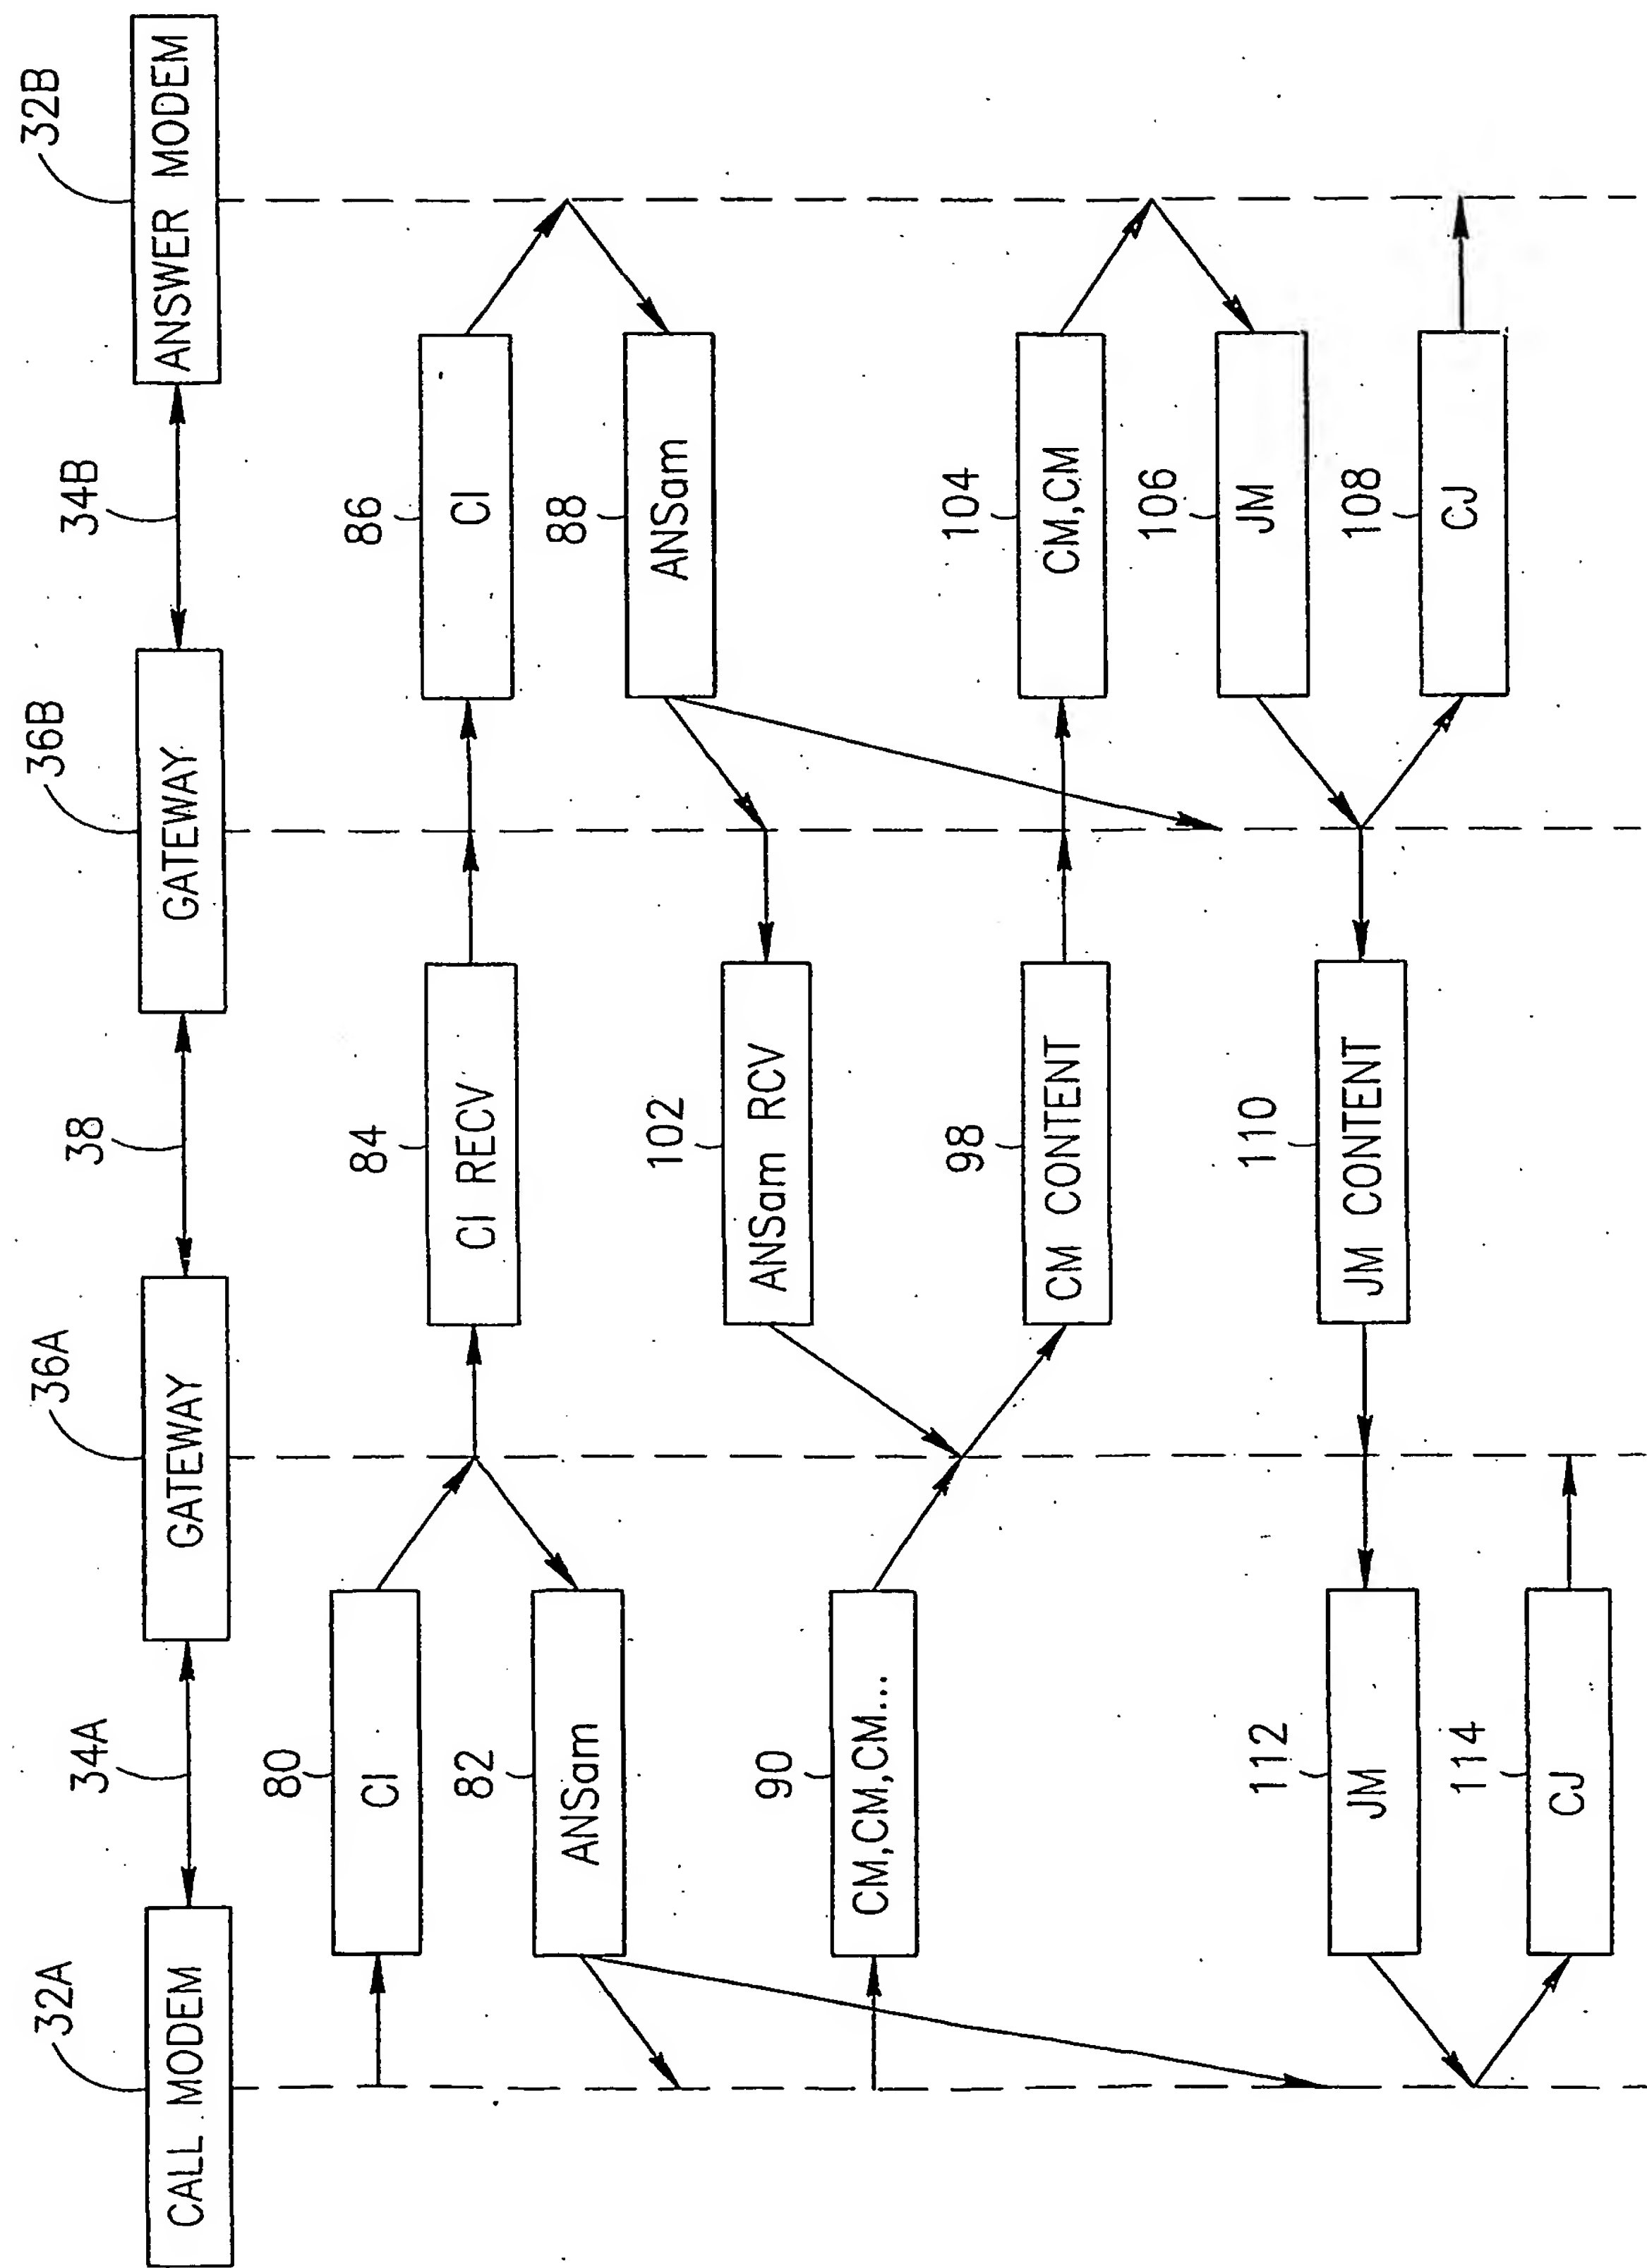 32A
34A
36A
38
36B
34B
32B
CALL MODEM
GATEWAY
GATEWAY
ANSWER MODEM
80
CI
84
CI RECV
86
CI
82
ANSam
88
ANSam
102
ANSam RCV
90
CM,CM,CM,CM...
98
CM CONTENT
104
CM,CM
106
JM
112
JM
110
JM CONTENT
108
CJ
114
CJ